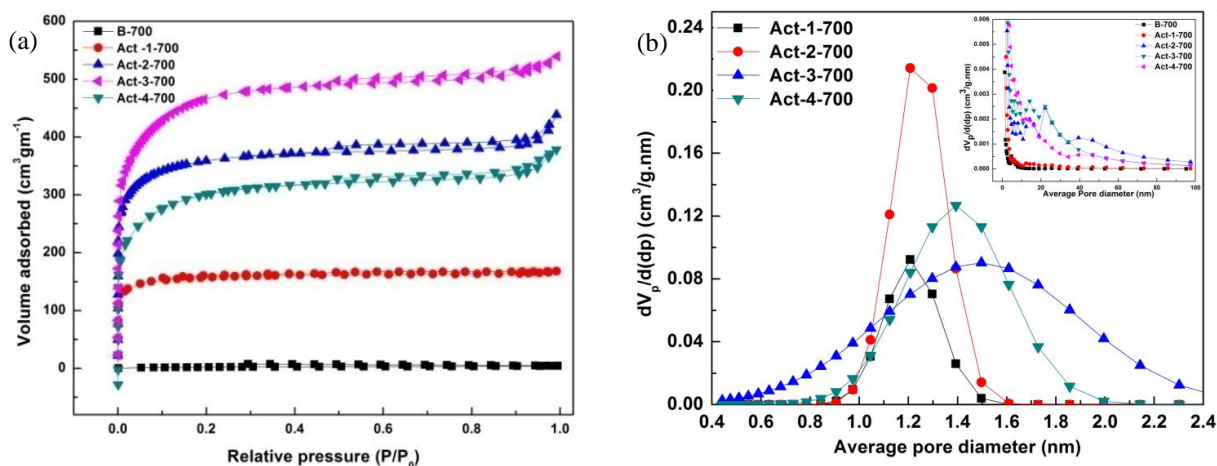 (a)
600
500
400
300
200
100
0
Volume adsorbed (cm³ gm⁻¹)
B-700
Act -1-700
Act-2-700
Act-3-700
Act-4-700
0.0 0.2 0.4 0.6 0.8 1.0
Relative pressure (P/P₀)
(b)
0.24
0.20
0.16
0.12
0.08
0.04
0.00
dVₚ/d(dp) (cm³/g.nm)
Act-1-700
Act-2-700
Act-3-700
Act-4-700
0.4 0.6 0.8 1.0 1.2 1.4 1.6 1.8 2.0 2.2 2.4
Average pore diameter (nm)
0.006
0.005
0.004
0.003
0.002
0.001
0.000
dVₚ/d(dp) (cm³/g.nm)
B-700
Act-1-700
Act-2-700
Act-3-700
Act-4-700
0 20 40 60 80 100
Average Pore diameter (nm)